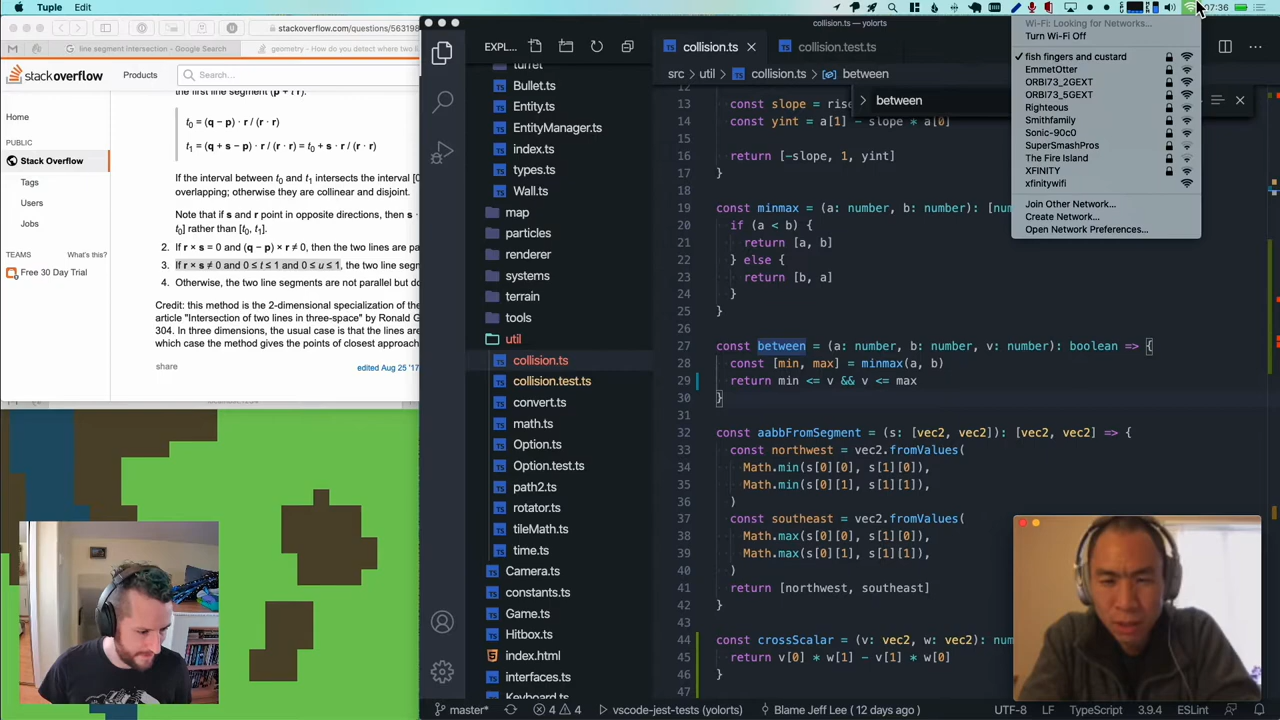 Tuple Edit
07:36
stackoverflow.com/questions/563198
line segment intersection - Google Search
geometry - How do you detect where two l
stackoverflow
Products
Search...
Home
PUBLIC
Stack Overflow
Tags
Users
Jobs
TEAMS What's this?
Free 30 Day Trial
the first line segment (p + t r):
t0 = (q − p) · r / (r · r)
t1 = (q + s − p) · r / (r · r) = t0 + s · r / (r · r)
If the interval between t0 and t1 intersects the interval [0
overlapping; otherwise they are collinear and disjoint.
Note that if s and r point in opposite directions, then s ·
t0] rather than [t0, t1].
2. If r × s = 0 and (q − p) × r ≠ 0, then the two lines are pa
3. If r × s ≠ 0 and 0 ≤ t ≤ 1 and 0 ≤ u ≤ 1, the two line segm
4. Otherwise, the two line segments are not parallel but do
Credit: this method is the 2-dimensional specialization of the
article "Intersection of two lines in three-space" by Ronald G
304. In three dimensions, the usual case is that the lines are
which case the method gives the points of closest approach
share
edited Aug 25 '17
collision.ts — yolorts
EXPL...
turret
Bullet.ts
Entity.ts
EntityManager.ts
index.ts
types.ts
Wall.ts
map
particles
renderer
systems
terrain
tools
util
collision.ts
collision.test.ts
convert.ts
math.ts
Option.ts
Option.test.ts
path2.ts
rotator.ts
tileMath.ts
time.ts
Camera.ts
constants.ts
Game.ts
Hitbox.ts
index.html
interfaces.ts
Keyboard.ts
collision.ts
collision.test.ts
src > util > collision.ts > between
between
12
13 const slope = rise
14 const yint = a[1] - slope * a[0]
16 return [-slope, 1, yint]
17 }
18
19 const minmax = (a: number, b: number): [num
20 if (a < b) {
21 return [a, b]
22 } else {
23 return [b, a]
24 }
25 }
26
27 const between = (a: number, b: number, v: number): boolean => {
28 const [min, max] = minmax(a, b)
29 return min <= v && v <= max
30 }
31
32 const aabbFromSegment = (s: [vec2, vec2]): [vec2, vec2] => {
33 const northwest = vec2.fromValues(
34 Math.min(s[0][0], s[1][0]),
35 Math.min(s[0][1], s[1][1]),
36 )
37 const southeast = vec2.fromValues(
38 Math.max(s[0][0], s[1][0]),
39 Math.max(s[0][1], s[1][1]),
40 )
41 return [northwest, southeast]
42 }
43
44 const crossScalar = (v: vec2, w: vec2): num
45 return v[0] * w[1] - v[1] * w[0]
46 }
47
Wi-Fi: Looking for Networks...
Turn Wi-Fi Off
fish fingers and custard
EmmetOtter
ORBI73_2GEXT
ORBI73_5GEXT
Righteous
Smithfamily
Sonic-90c0
SuperSmashPros
The Fire Island
XFINITY
xfinitywifi
Join Other Network...
Create Network...
Open Network Preferences...
master* 4 4 vscode-jest-tests (yolorts) Blame Jeff Lee (12 days ago) UTF-8 LF TypeScript 3.9.4 ESLint